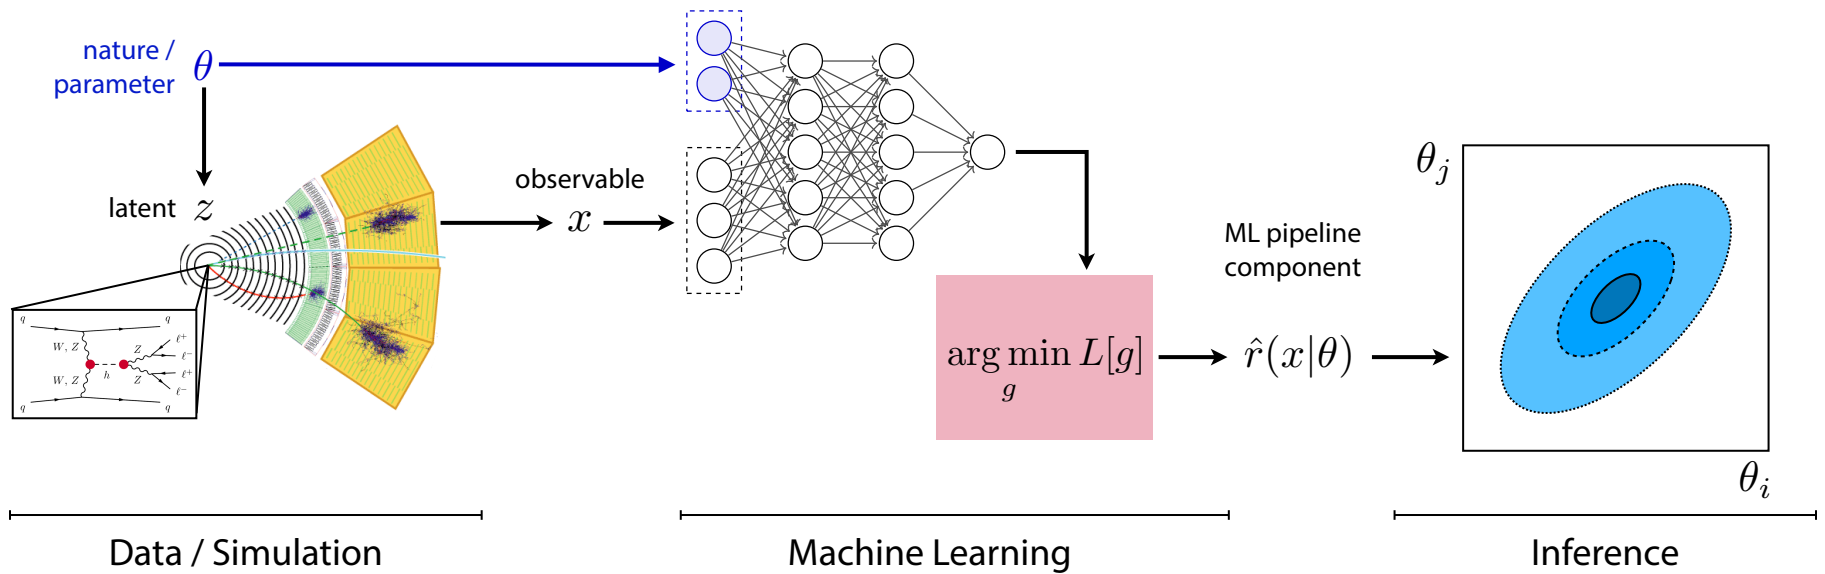 nature /
parameter
θ
latent z
observable
x
q
q
W, Z
Z
ℓ⁺
ℓ⁻
h
ℓ⁺
W, Z
Z
ℓ⁻
q
q
arg min L[g]
g
ML pipeline
component
r̂(x|θ)
θⱼ
θᵢ
Data / Simulation
Machine Learning
Inference